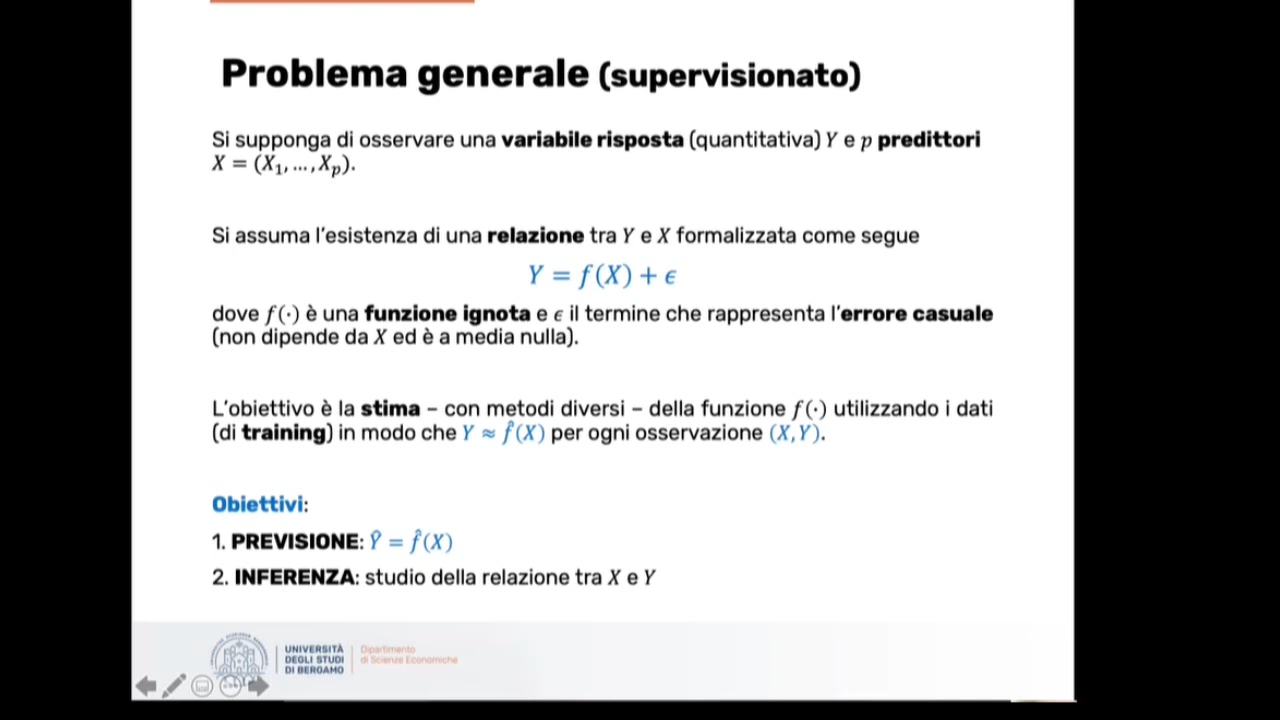 Problema generale (supervisionato)
Si supponga di osservare una variabile risposta (quantitativa) Y e p predittori
X = (X₁, ... , Xₚ).
Si assuma l'esistenza di una relazione tra Y e X formalizzata come segue
Y = f(X) + ϵ
dove f(·) è una funzione ignota e ϵ il termine che rappresenta l'errore casuale
(non dipende da X ed è a media nulla).
L'obiettivo è la stima – con metodi diversi – della funzione f(·) utilizzando i dati
(di training) in modo che Y ≈ f̂(X) per ogni osservazione (X,Y).
Obiettivi:
1. PREVISIONE: Ŷ = f̂(X)
2. INFERENZA: studio della relazione tra X e Y
UNIVERSITÀ
DEGLI STUDI
DI BERGAMO
Dipartimento
di Scienze Economiche